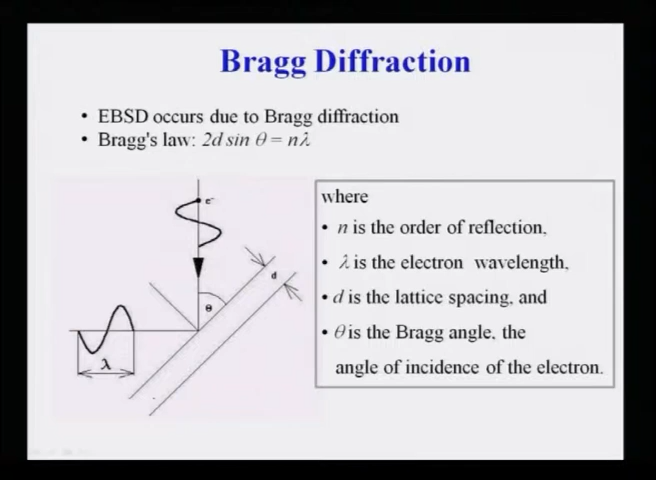 Bragg Diffraction
• EBSD occurs due to Bragg diffraction
• Bragg's law: 2d sin θ = nλ
e⁻
d
θ
λ
where
• n is the order of reflection,
• λ is the electron wavelength,
• d is the lattice spacing, and
• θ is the Bragg angle, the
angle of incidence of the electron.